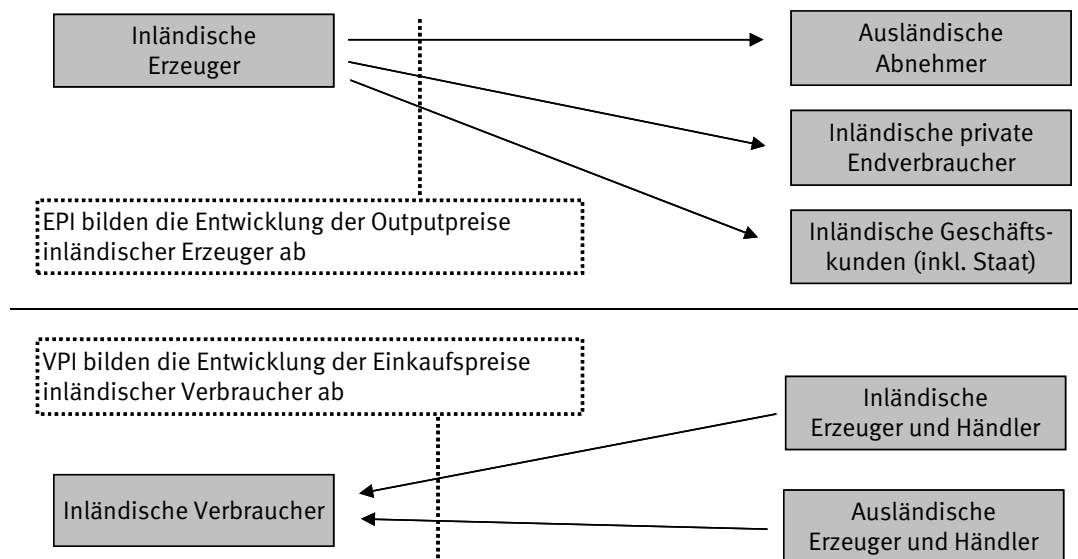 Inländische
Erzeuger
Ausländische
Abnehmer
Inländische private
Endverbraucher
EPI bilden die Entwicklung der Outputpreise
inländischer Erzeuger ab
Inländische Geschäfts-
kunden (inkl. Staat)
VPI bilden die Entwicklung der Einkaufspreise
inländischer Verbraucher ab
Inländische
Erzeuger und Händler
Inländische Verbraucher
Ausländische
Erzeuger und Händler